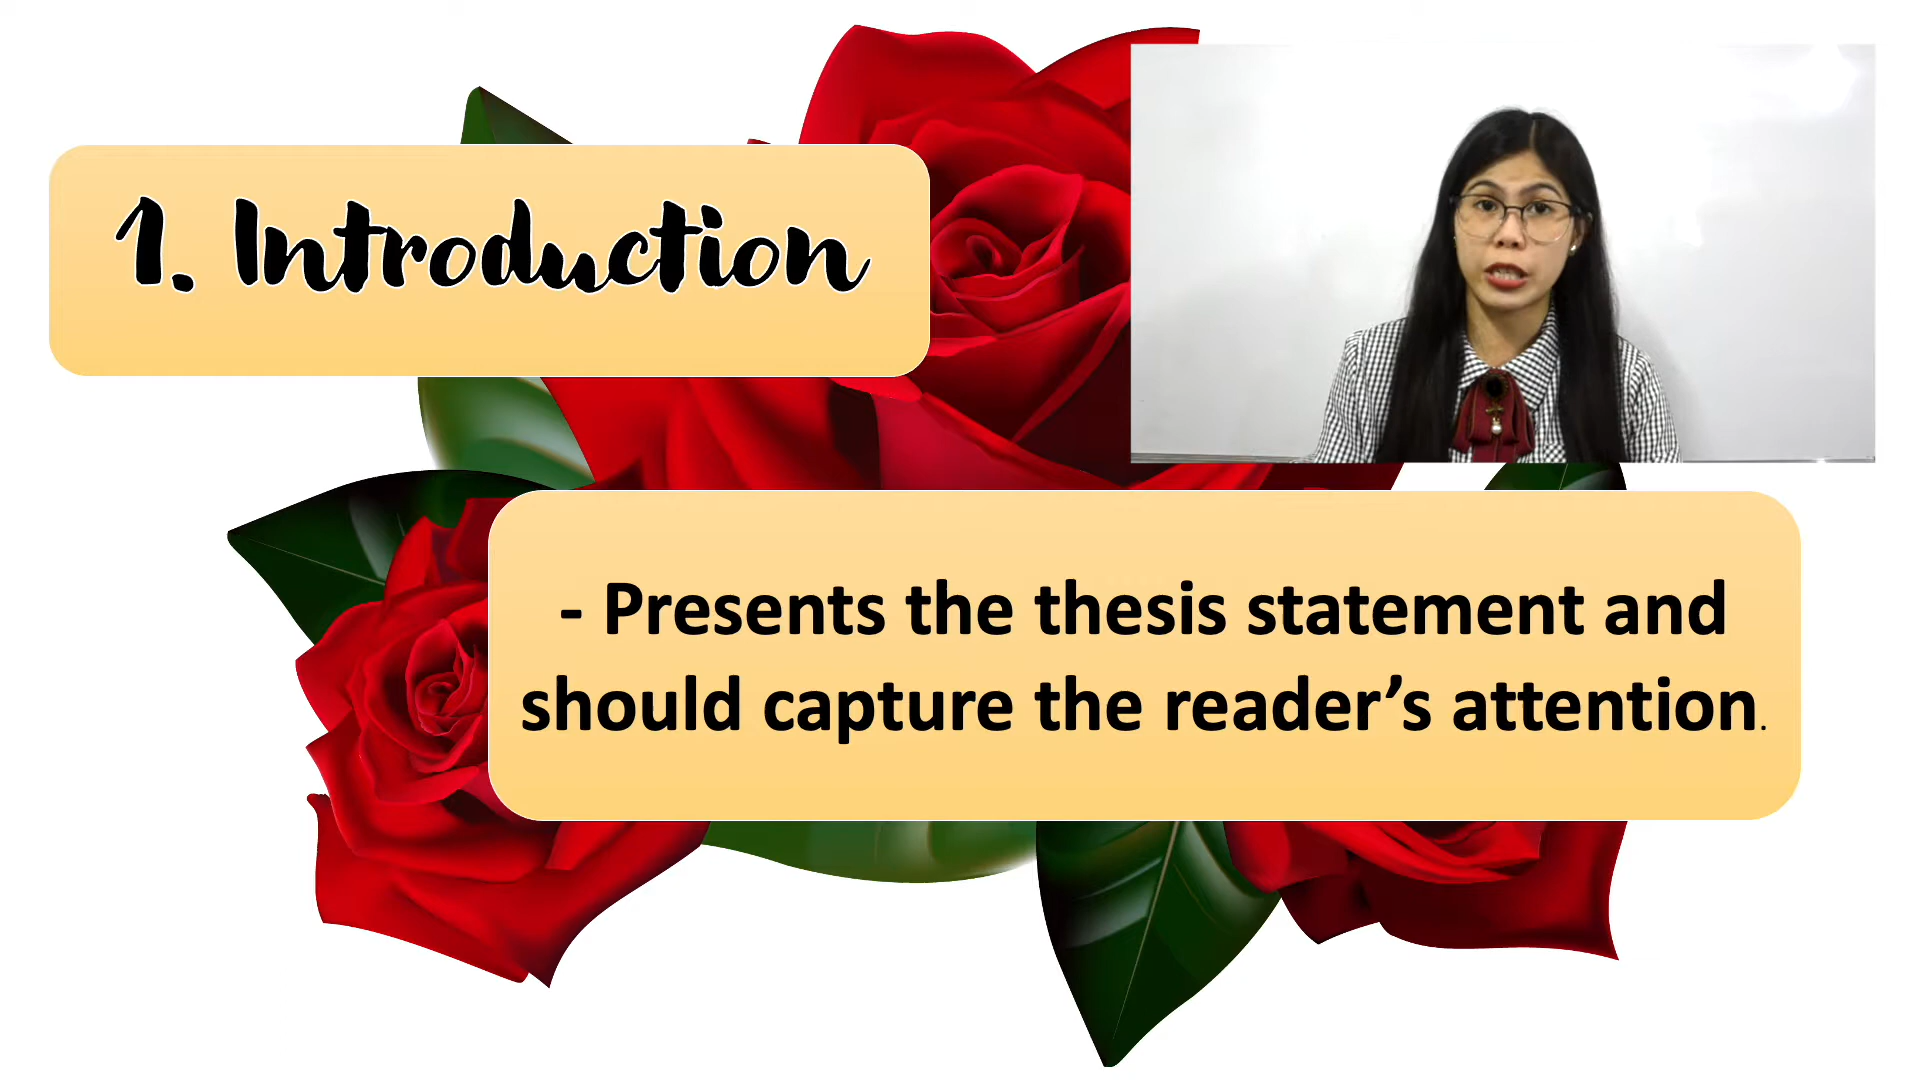 1. Introduction
- Presents the thesis statement and
should capture the reader’s attention.